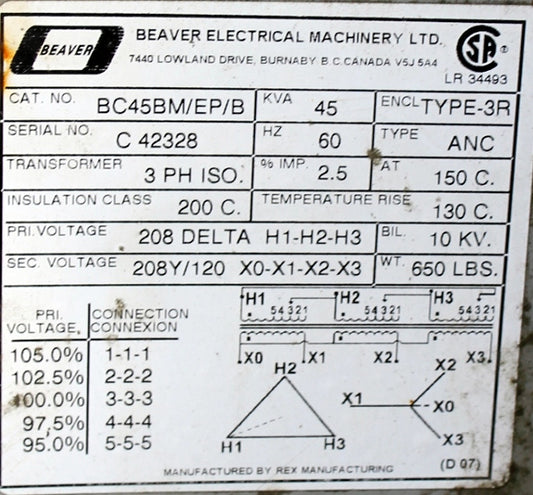 BEAVER
BEAVER ELECTRICAL MACHINERY LTD.
7440 LOWLAND DRIVE, BURNABY B.C. CANADA V5J 5A4
SA ®
LR 34493
CAT. NO. BC45BM/EP/B KVA 45 ENCL TYPE-3R
SERIAL NO. C 42328 HZ 60 TYPE ANC
TRANSFORMER 3 PH ISO. % IMP. 2.5 AT 150 C.
INSULATION CLASS 200 C. TEMPERATURE RISE 130 C.
PRI. VOLTAGE 208 DELTA H1-H2-H3 BIL. 10 KV.
SEC. VOLTAGE 208Y/120 X0-X1-X2-X3 WT. 650 LBS.
PRI. VOLTAGE, CONNECTION CONNEXION
105.0% 1-1-1
102.5% 2-2-2
100.0% 3-3-3
97,5% 4-4-4
95.0% 5-5-5
H1 H2 H3
54321 54321 54321
X0 X1 X2 X3
H2
H1 H3
X2
X1 X0
X3
MANUFACTURED BY REX MANUFACTURING
(D 07)